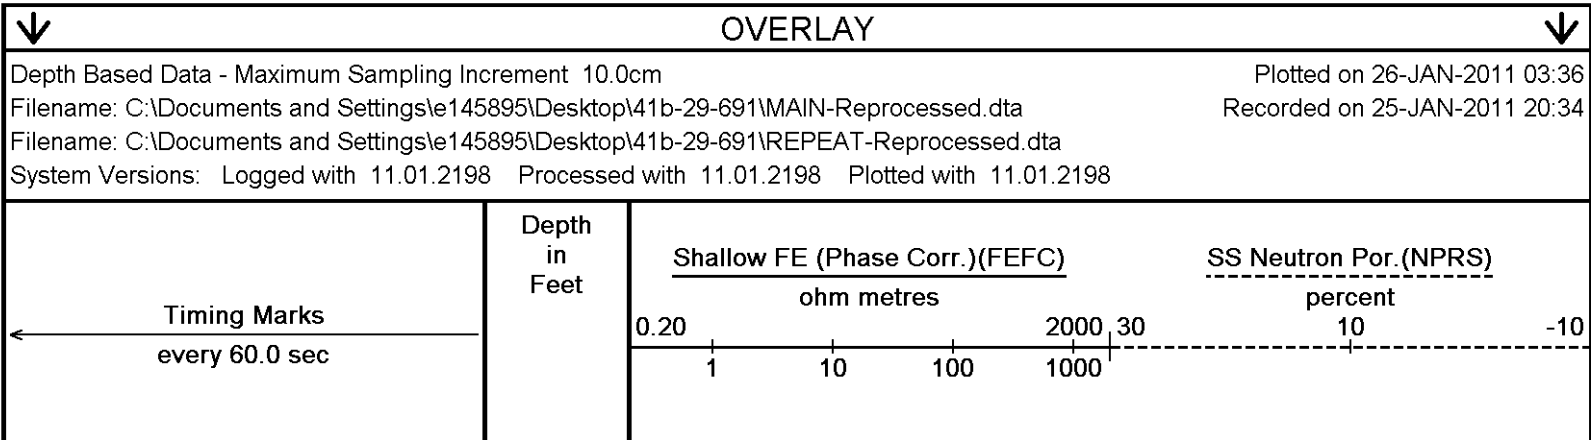 OVERLAY
Depth Based Data - Maximum Sampling Increment 10.0cm Plotted on 26-JAN-2011 03:36
Filename: C:\Documents and Settings\e145895\Desktop\41b-29-691\MAIN-Reprocessed.dta Recorded on 25-JAN-2011 20:34
Filename: C:\Documents and Settings\e145895\Desktop\41b-29-691\REPEAT-Reprocessed.dta
System Versions: Logged with 11.01.2198 Processed with 11.01.2198 Plotted with 11.01.2198
Timing Marks
every 60.0 sec
Depth
in
Feet
Shallow FE (Phase Corr.)(FEFC)
ohm metres
0.20 2000
1 10 100 1000
SS Neutron Por.(NPRS)
percent
30 10 -10